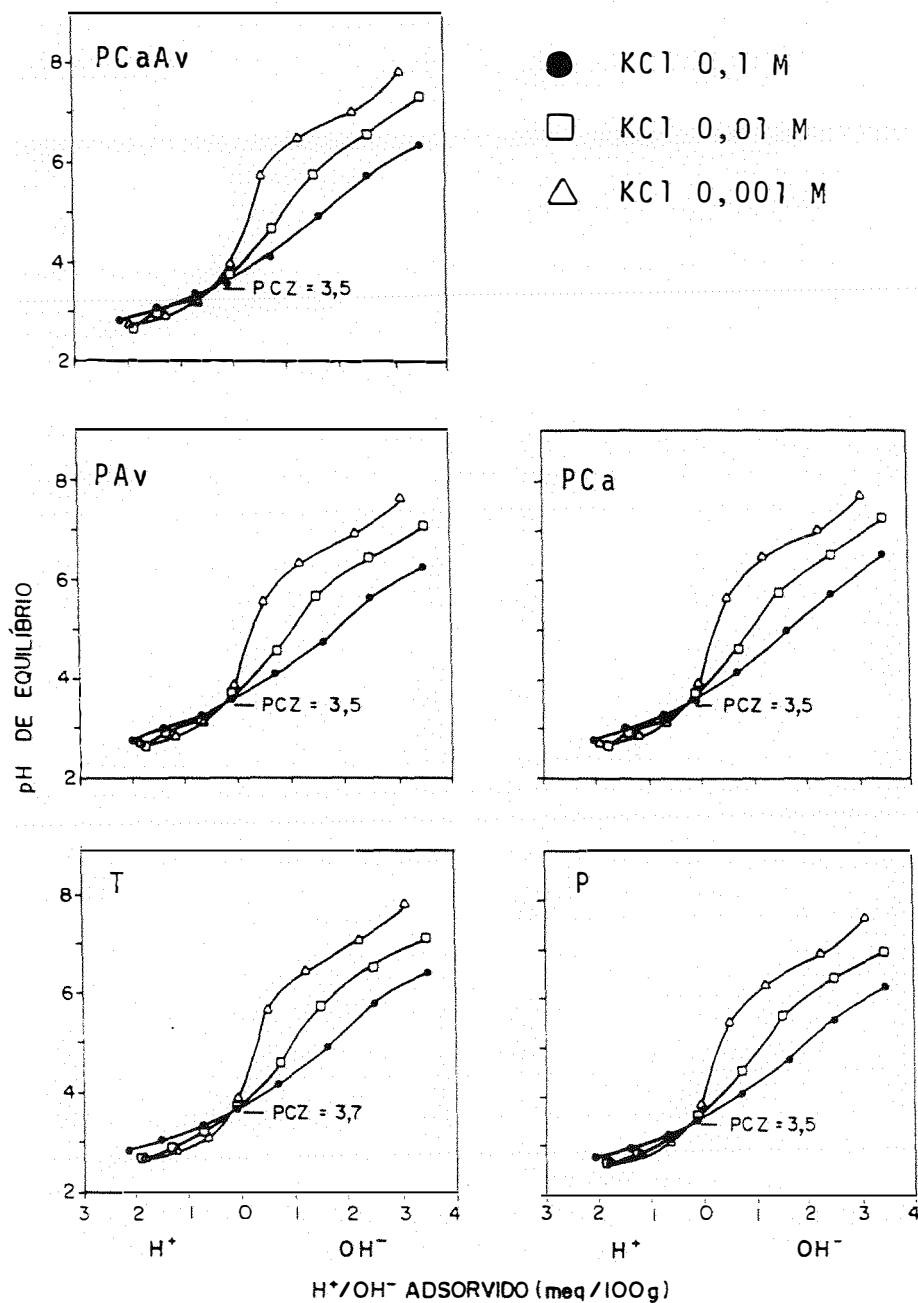 PCaAv
● KCl 0,1 M
□ KCl 0,01 M
△ KCl 0,001 M
8
6
4
2
PCZ = 3,5
PAv
PCa
8
6
4
2
PCZ = 3,5
PCZ = 3,5
pH DE EQUILÍBRIO
T
P
8
6
4
2
PCZ = 3,7
PCZ = 3,5
3 2 1 0 1 2 3 4
3 2 1 0 1 2 3 4
H⁺ OH⁻
H⁺ OH⁻
H⁺/OH⁻ ADSORVIDO (meq/100g)